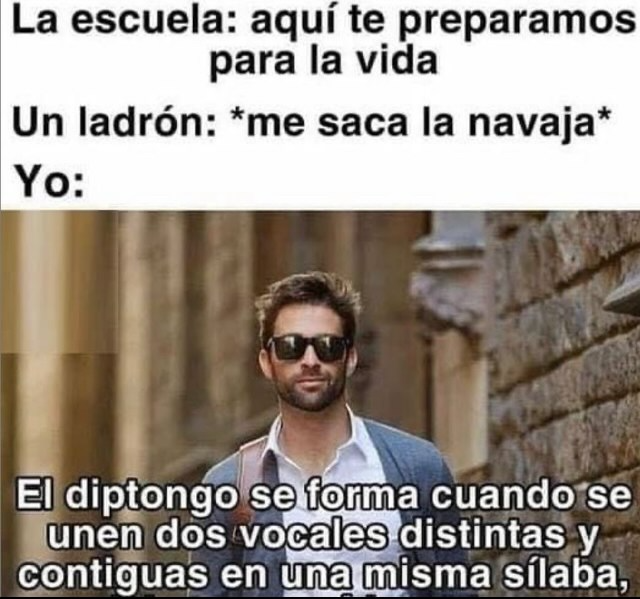 La escuela: aquí te preparamos
para la vida
Un ladrón: *me saca la navaja*
Yo:
El diptongo se forma cuando se
unen dos vocales distintas y
contiguas en una misma sílaba,